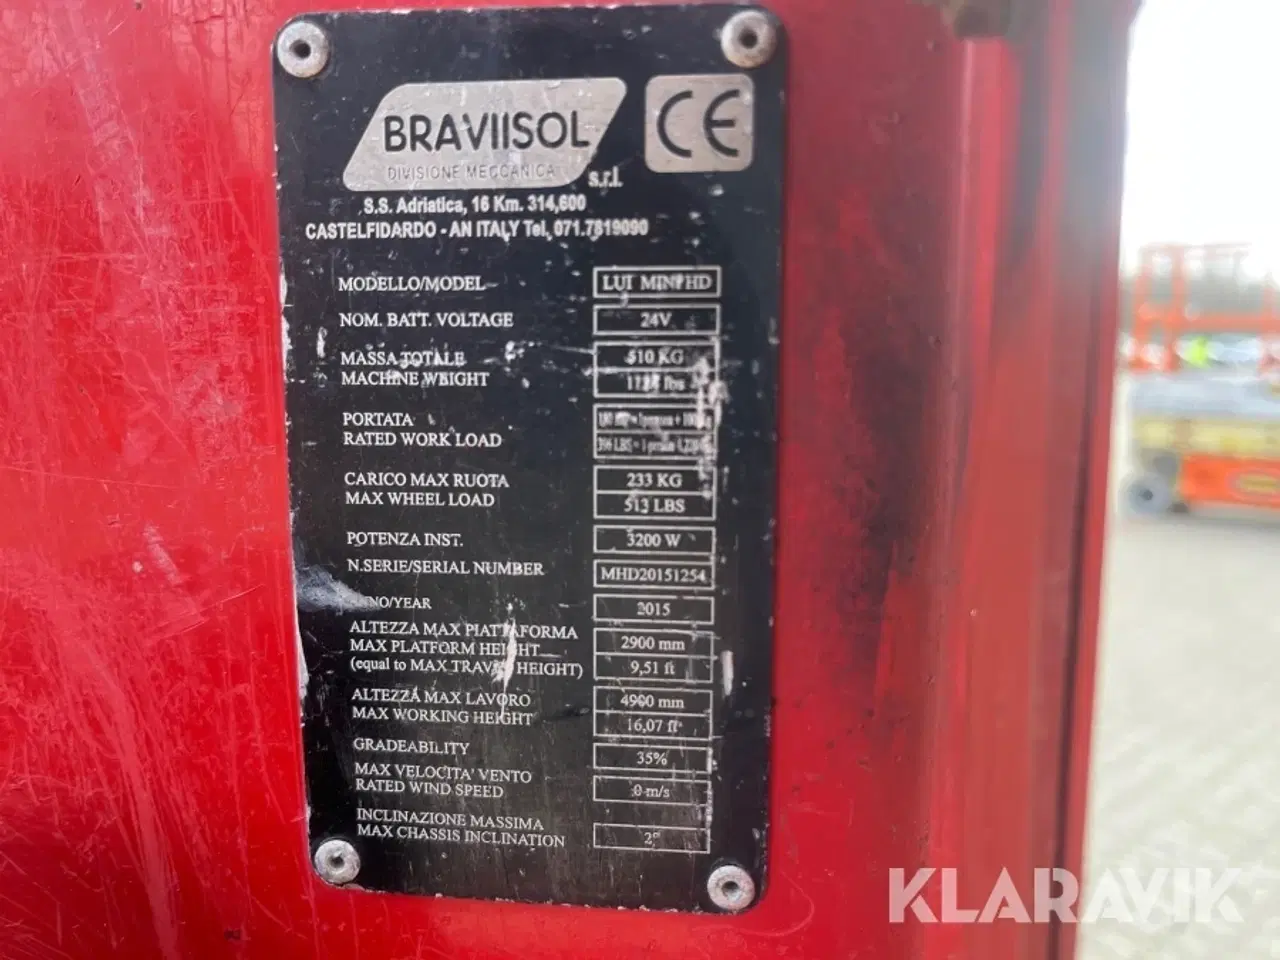 BRAVIISOL
DIVISIONE MECCANICA
s.r.l.
CE
S.S. Adriatica, 16 Km. 314,600
CASTELFIDARDO - AN ITALY Tel. 071.7819090
MODELLO/MODEL LUI MINI HD
NOM. BATT. VOLTAGE 24V
MASSA TOTALE 510 KG
MACHINE WEIGHT lbs
PORTATA
RATED WORK LOAD
CARICO MAX RUOTA 233 KG
MAX WHEEL LOAD 513 LBS
POTENZA INST. 3200 W
N.SERIE/SERIAL NUMBER MHD20151254
/YEAR 2015
ALTEZZA MAX PIATTAFORMA 2900 mm
MAX PLATFORM HEIGHT 9,51 ft
(equal to MAX TRAVEL HEIGHT)
ALTEZZA MAX LAVORO 4900 mm
MAX WORKING HEIGHT 16,07 ft
GRADEABILITY 35%
MAX VELOCITA' VENTO
RATED WIND SPEED 0 m/s
INCLINAZIONE MASSIMA
MAX CHASSIS INCLINATION 2°
KLARAVIK